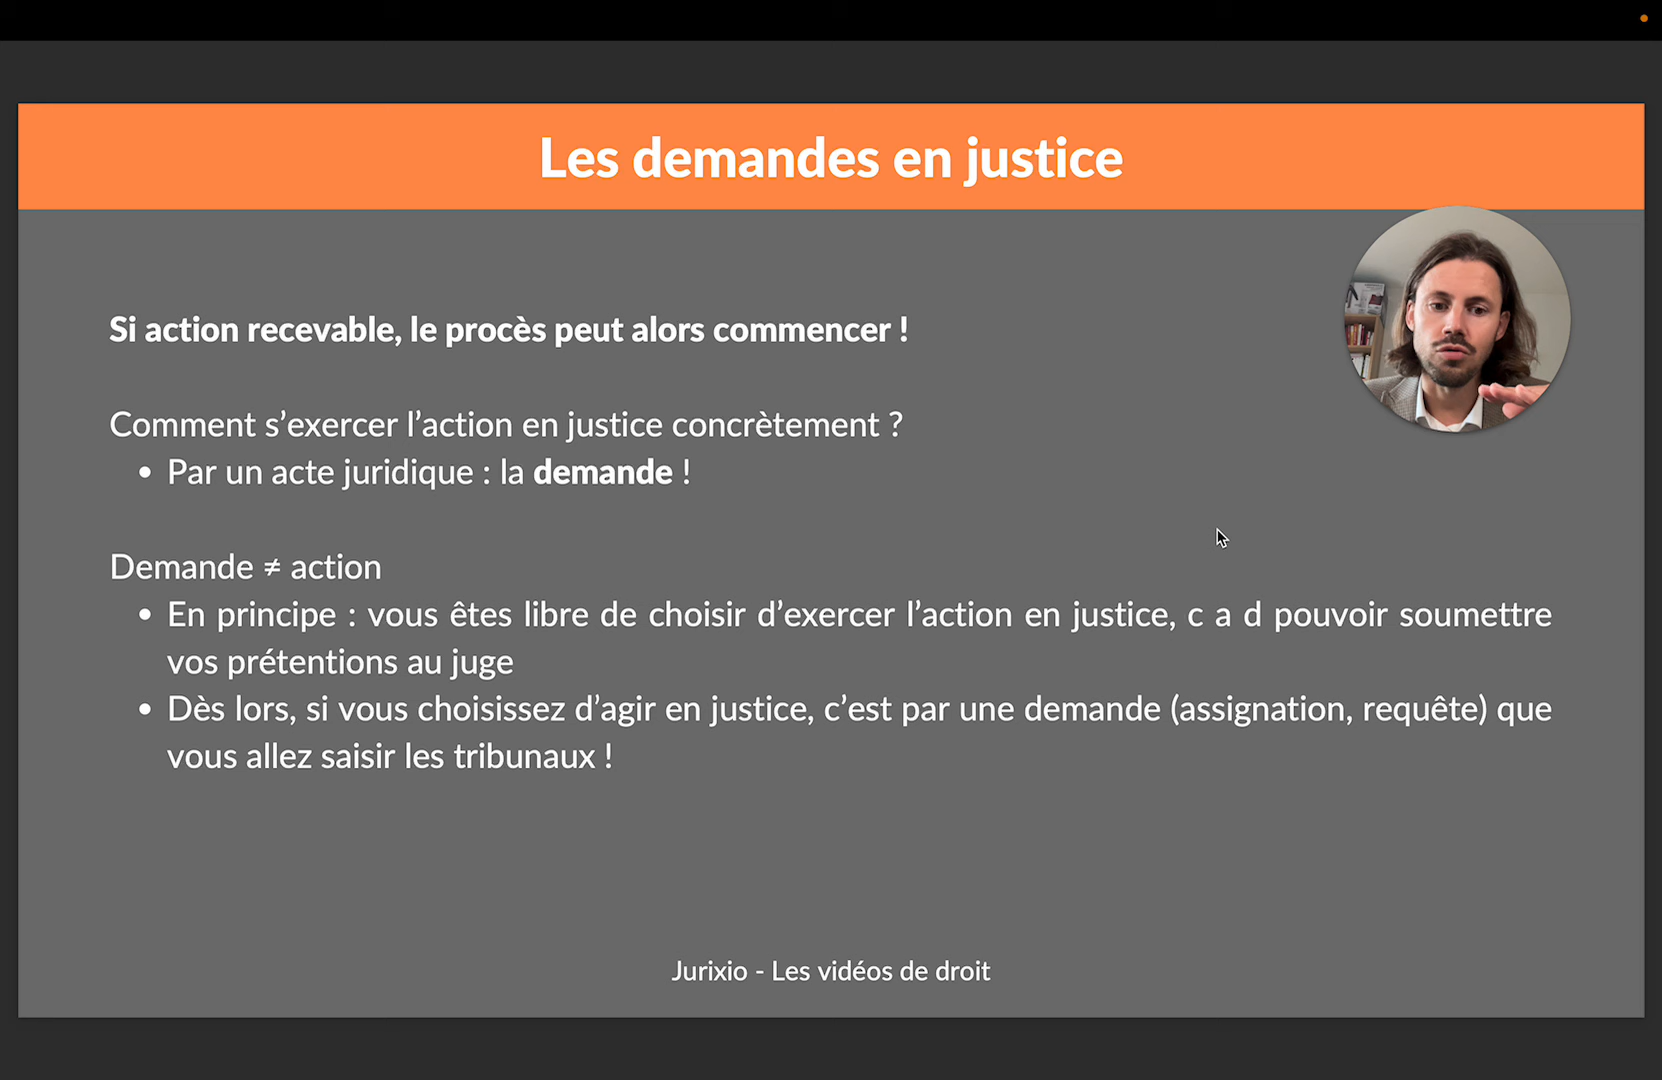 Les demandes en justice
Si action recevable, le procès peut alors commencer !
Comment s’exercer l’action en justice concrètement ?
• Par un acte juridique : la demande !
Demande ≠ action
• En principe : vous êtes libre de choisir d’exercer l’action en justice, c a d pouvoir soumettre
vos prétentions au juge
• Dès lors, si vous choisissez d’agir en justice, c’est par une demande (assignation, requête) que
vous allez saisir les tribunaux !
Jurixio - Les vidéos de droit